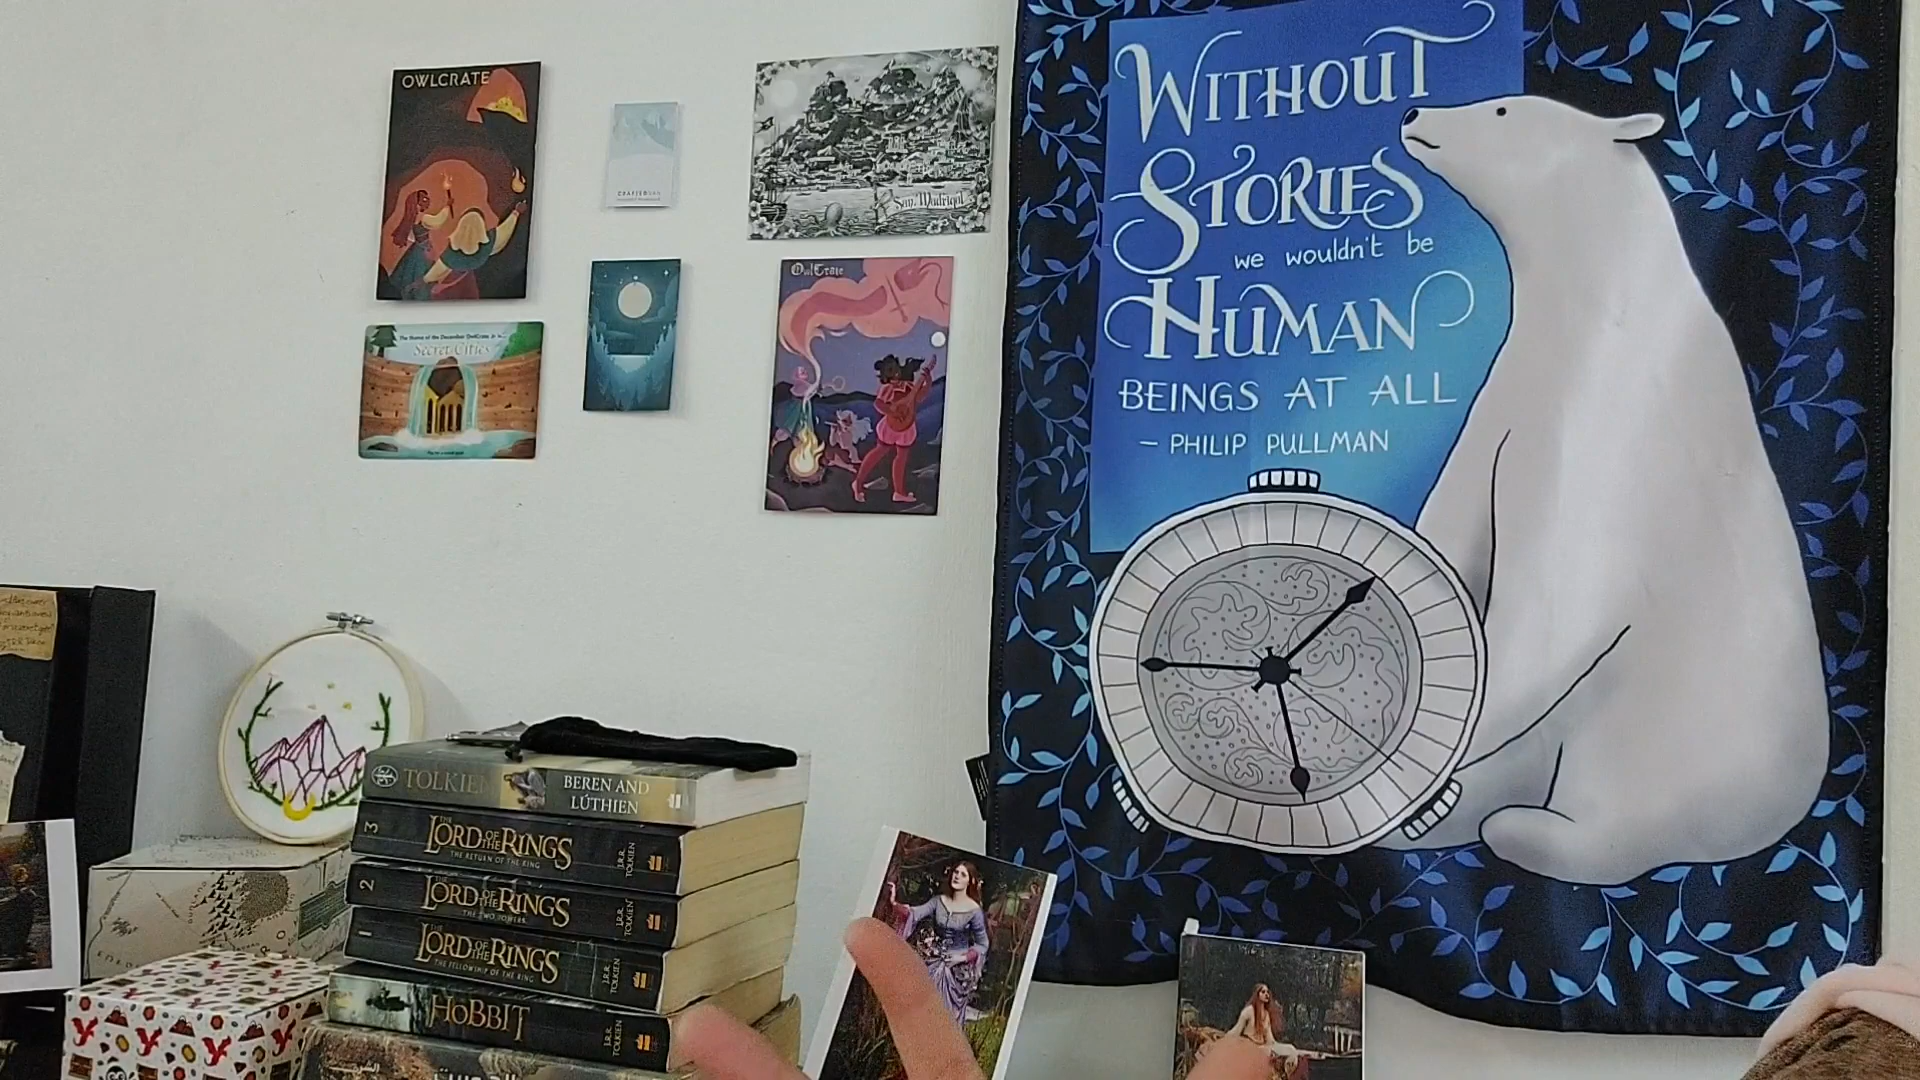 OWLCRATE
San Madrigal
OwlCrate
Secret Cities
WITHOUT
STORIES
we wouldn't be
HUMAN
BEINGS AT ALL
– PHILIP PULLMAN
TOLKIEN
BEREN AND
LÚTHIEN
3
THE
LORD OF
THE RINGS
THE RETURN OF THE KING
J.R.R.
TOLKIEN
2
THE
LORD OF
THE RINGS
THE TWO TOWERS
J.R.R.
TOLKIEN
1
THE
LORD OF
THE RINGS
THE FELLOWSHIP OF THE RING
J.R.R.
TOLKIEN
THE
HOBBIT
J.R.R.
TOLKIEN